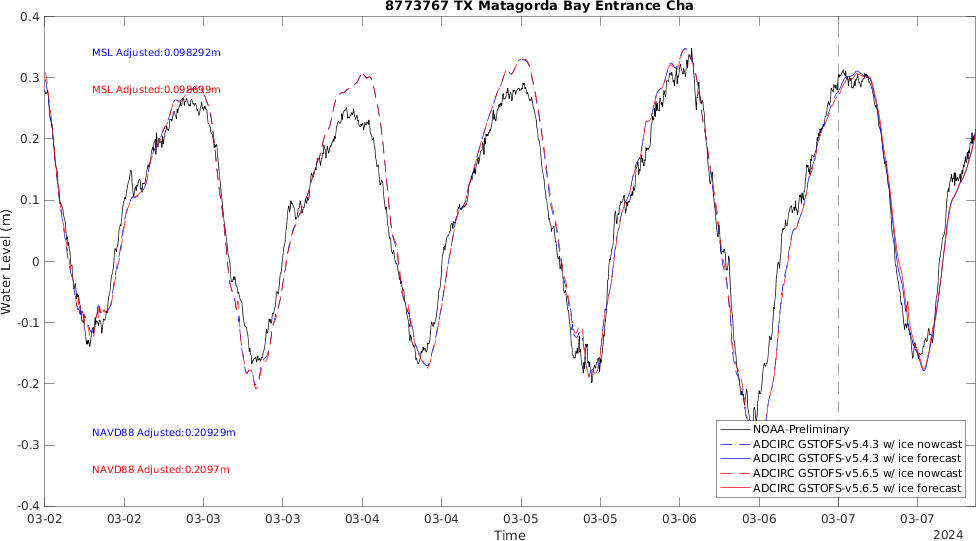 8773767 TX Matagorda Bay Entrance Cha
0.4
0.3
0.2
0.1
0
-0.1
-0.2
-0.3
-0.4
Water Level (m)
MSL Adjusted:0.098292m
MSL Adjusted:0.098699m
NAVD88 Adjusted:0.20929m
NAVD88 Adjusted:0.2097m
NOAA-Preliminary
ADCIRC GSTOFS-v5.4.3 w/ ice nowcast
ADCIRC GSTOFS-v5.4.3 w/ ice forecast
ADCIRC GSTOFS-v5.6.5 w/ ice nowcast
ADCIRC GSTOFS-v5.6.5 w/ ice forecast
03-02 03-02 03-03 03-03 03-04 03-04 03-05 03-05 03-06 03-06 03-07 03-07
Time
2024